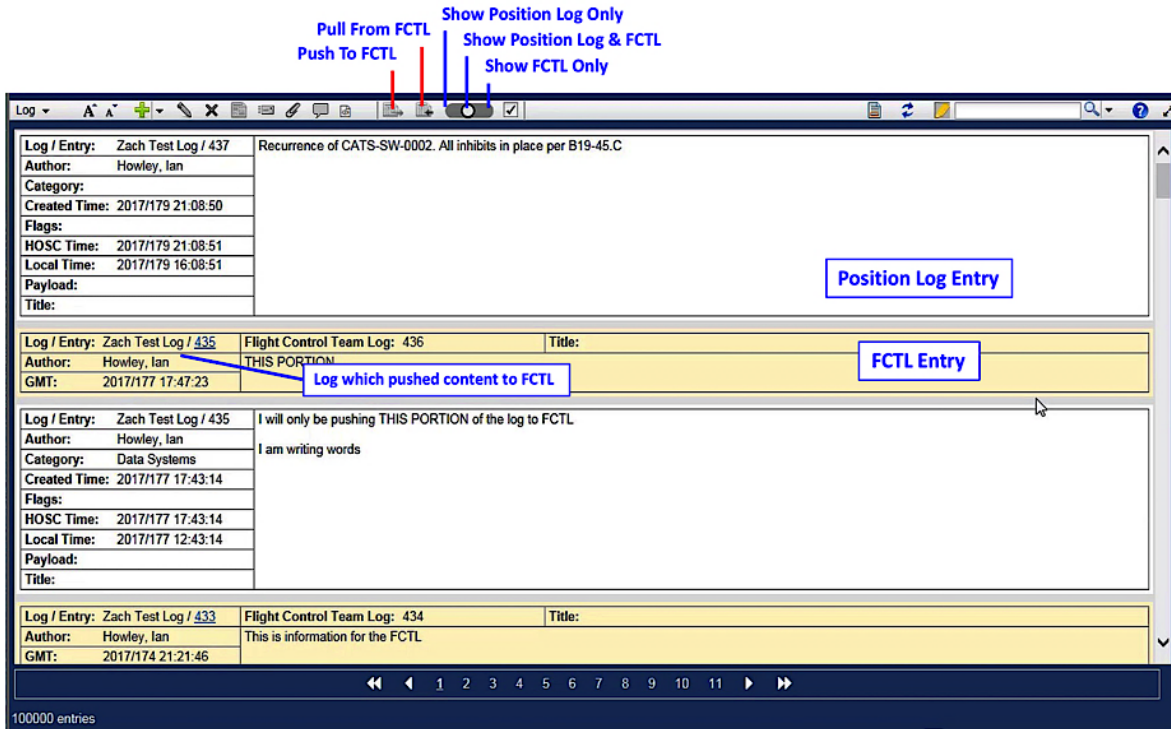 Show Position Log Only
Pull From FCTL
Show Position Log & FCTL
Push To FCTL
Show FCTL Only
Log
A A
Log / Entry: Zach Test Log / 437
Recurrence of CATS-SW-0002. All inhibits in place per B19-45.C
Author: Howley, Ian
Category:
Created Time: 2017/179 21:08:50
Flags:
HOSC Time: 2017/179 21:08:51
Local Time: 2017/179 16:08:51
Payload:
Title:
Position Log Entry
Log / Entry: Zach Test Log / 435 Flight Control Team Log: 436 Title:
Author: Howley, Ian THIS PORTION
GMT: 2017/177 17:47:23
Log which pushed content to FCTL
FCTL Entry
Log / Entry: Zach Test Log / 435
I will only be pushing THIS PORTION of the log to FCTL
Author: Howley, Ian
I am writing words
Category: Data Systems
Created Time: 2017/177 17:43:14
Flags:
HOSC Time: 2017/177 17:43:14
Local Time: 2017/177 12:43:14
Payload:
Title:
Log / Entry: Zach Test Log / 433 Flight Control Team Log: 434 Title:
Author: Howley, Ian This is information for the FCTL
GMT: 2017/174 21:21:46
1 2 3 4 5 6 7 8 9 10 11
100000 entries